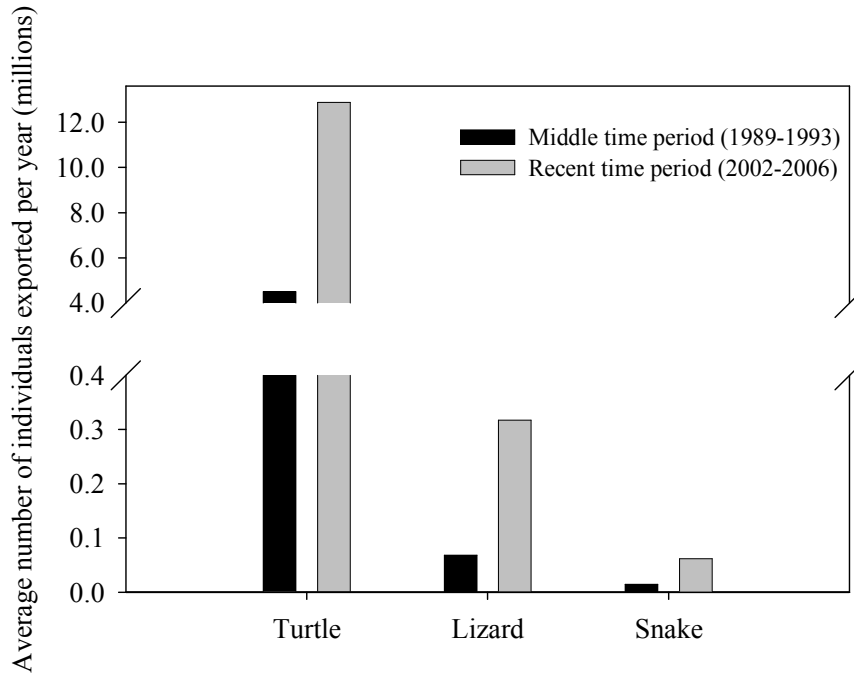 Average number of individuals exported per year (millions)
12.0
10.0
8.0
6.0
4.0
0.4
0.3
0.2
0.1
0.0
Middle time period (1989-1993)
Recent time period (2002-2006)
Turtle Lizard Snake